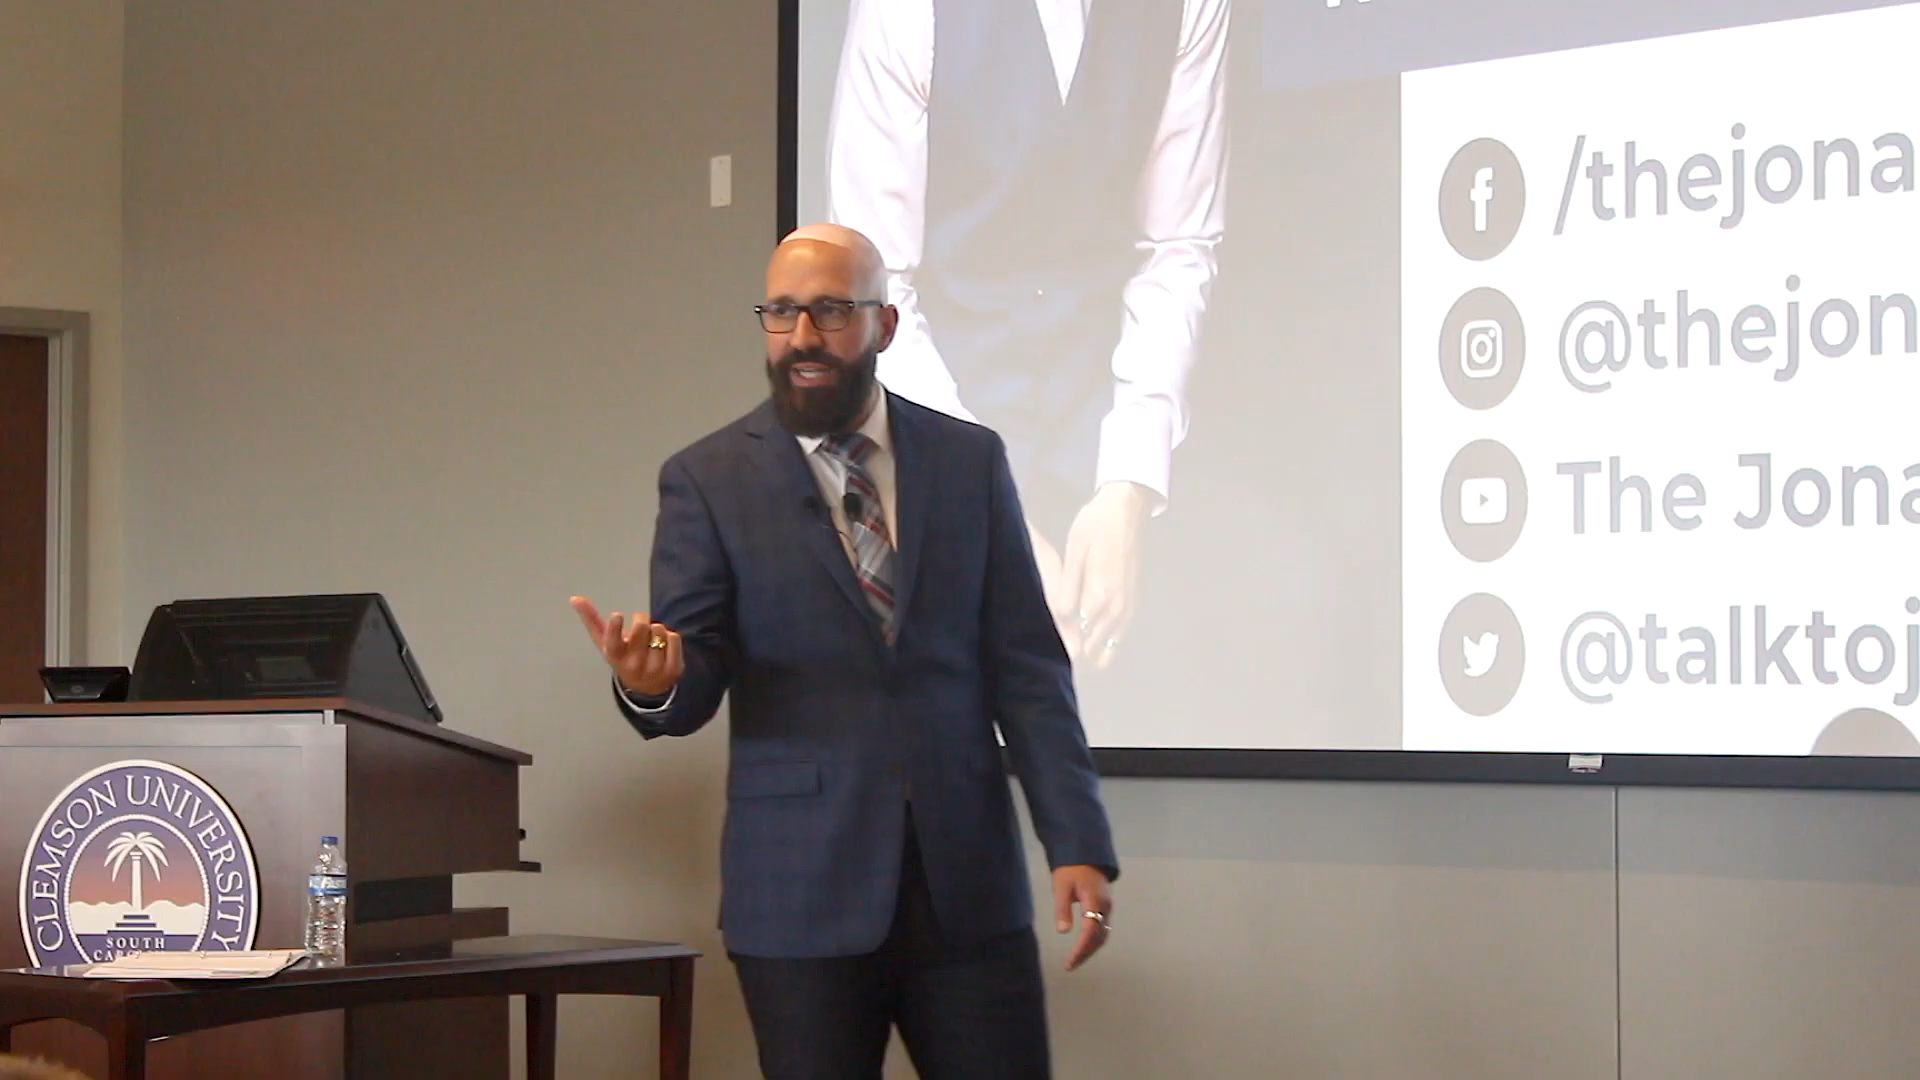 /thejona
@thejon
The Jona
@talktoj
CLEMSON UNIVERSITY
SOUTH